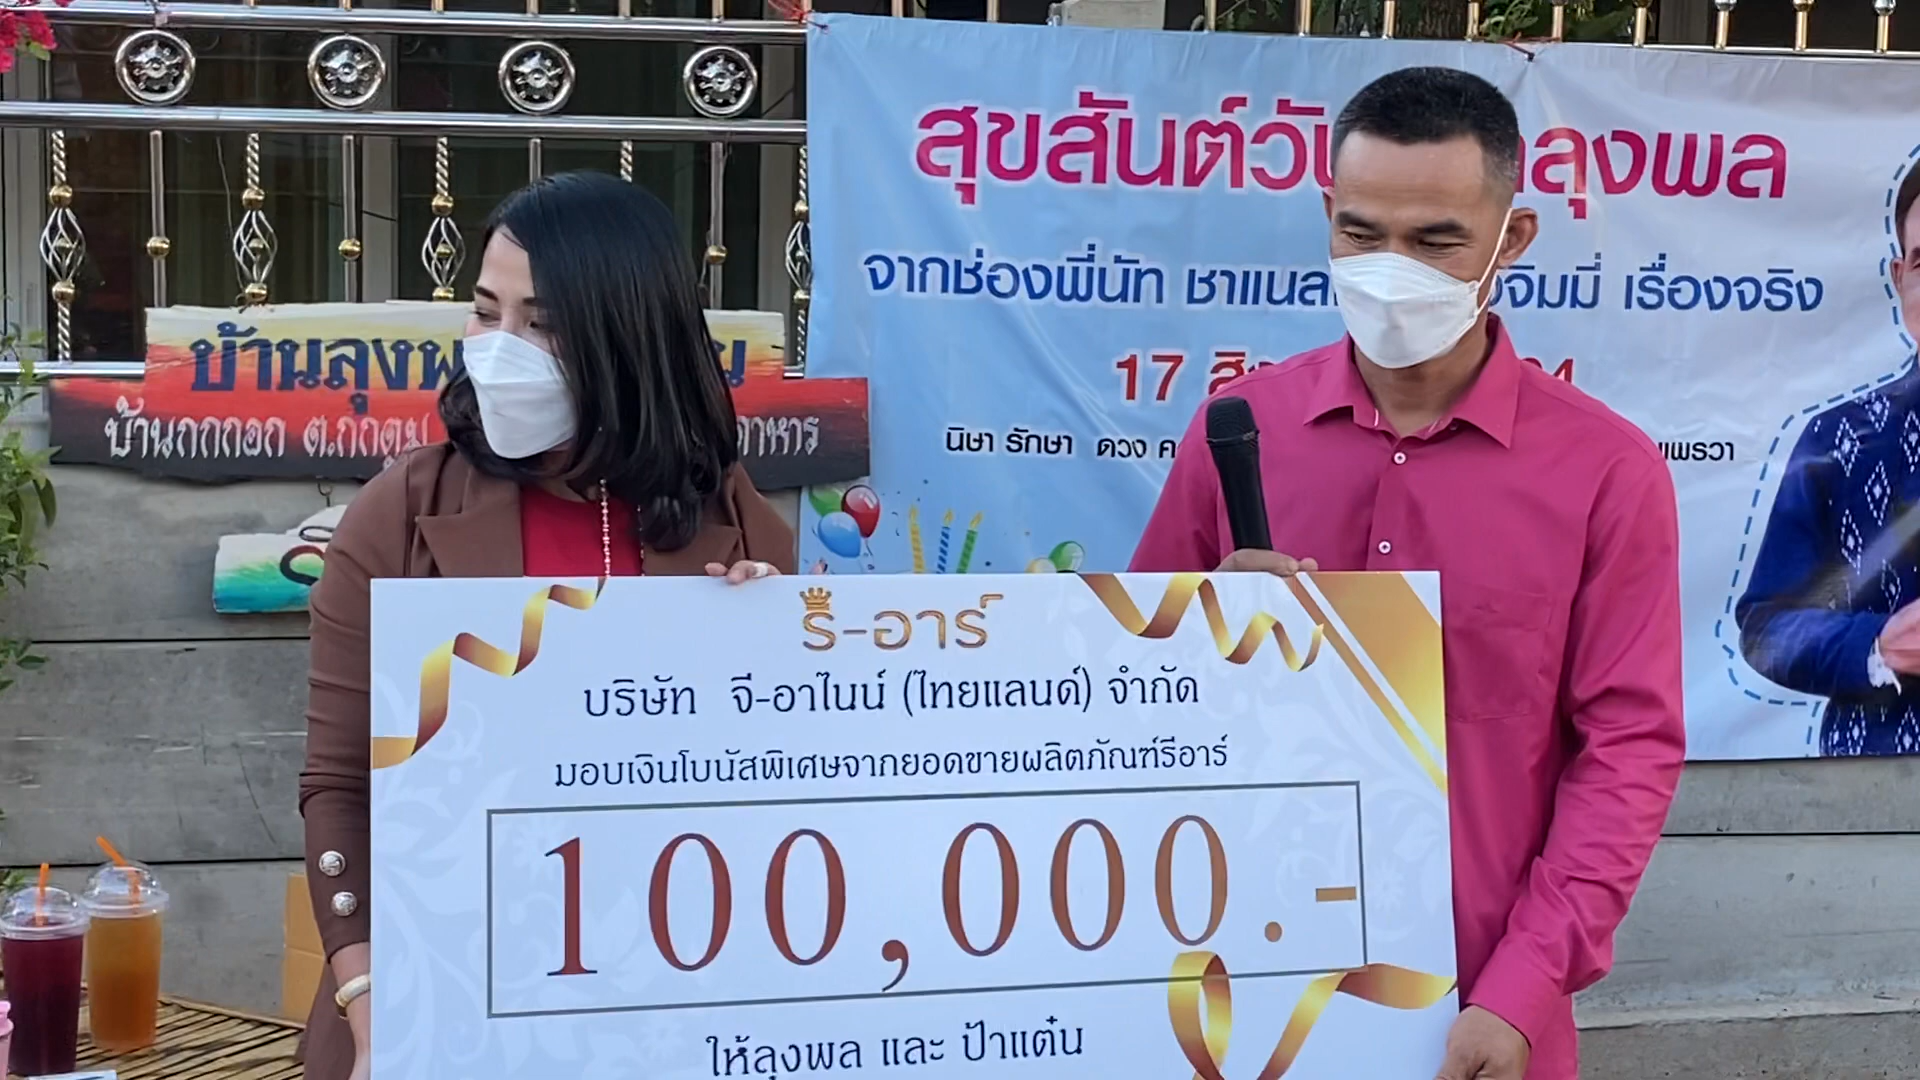 สุขสันต์วัน ลุงพล
จากช่องพี่นัท ชาแนล จิมมี่ เรื่องจริง
17
นิษา รักษา ดวง แพรวา
บ้านลุงพ
บ้านกกกอก ต.กกตูม
รี-อาร์
บริษัท จี-อาไนน์ (ไทยแลนด์) จำกัด
มอบเงินโบนัสพิเศษจากยอดขายผลิตภัณฑ์รีอาร์
100,000.-
ให้ลุงพล และ ป้าแต๋น